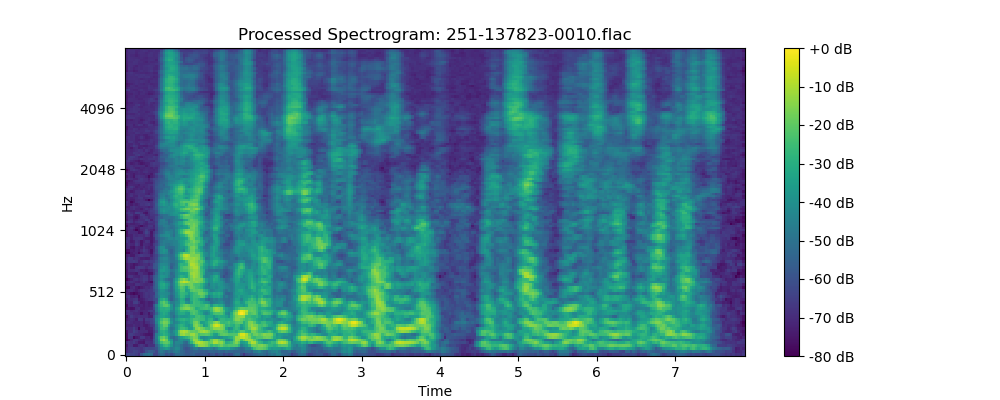 Processed Spectrogram: 251-137823-0010.flac
Hz
4096
2048
1024
512
0
0 1 2 3 4 5 6 7
Time
+0 dB
-10 dB
-20 dB
-30 dB
-40 dB
-50 dB
-60 dB
-70 dB
-80 dB